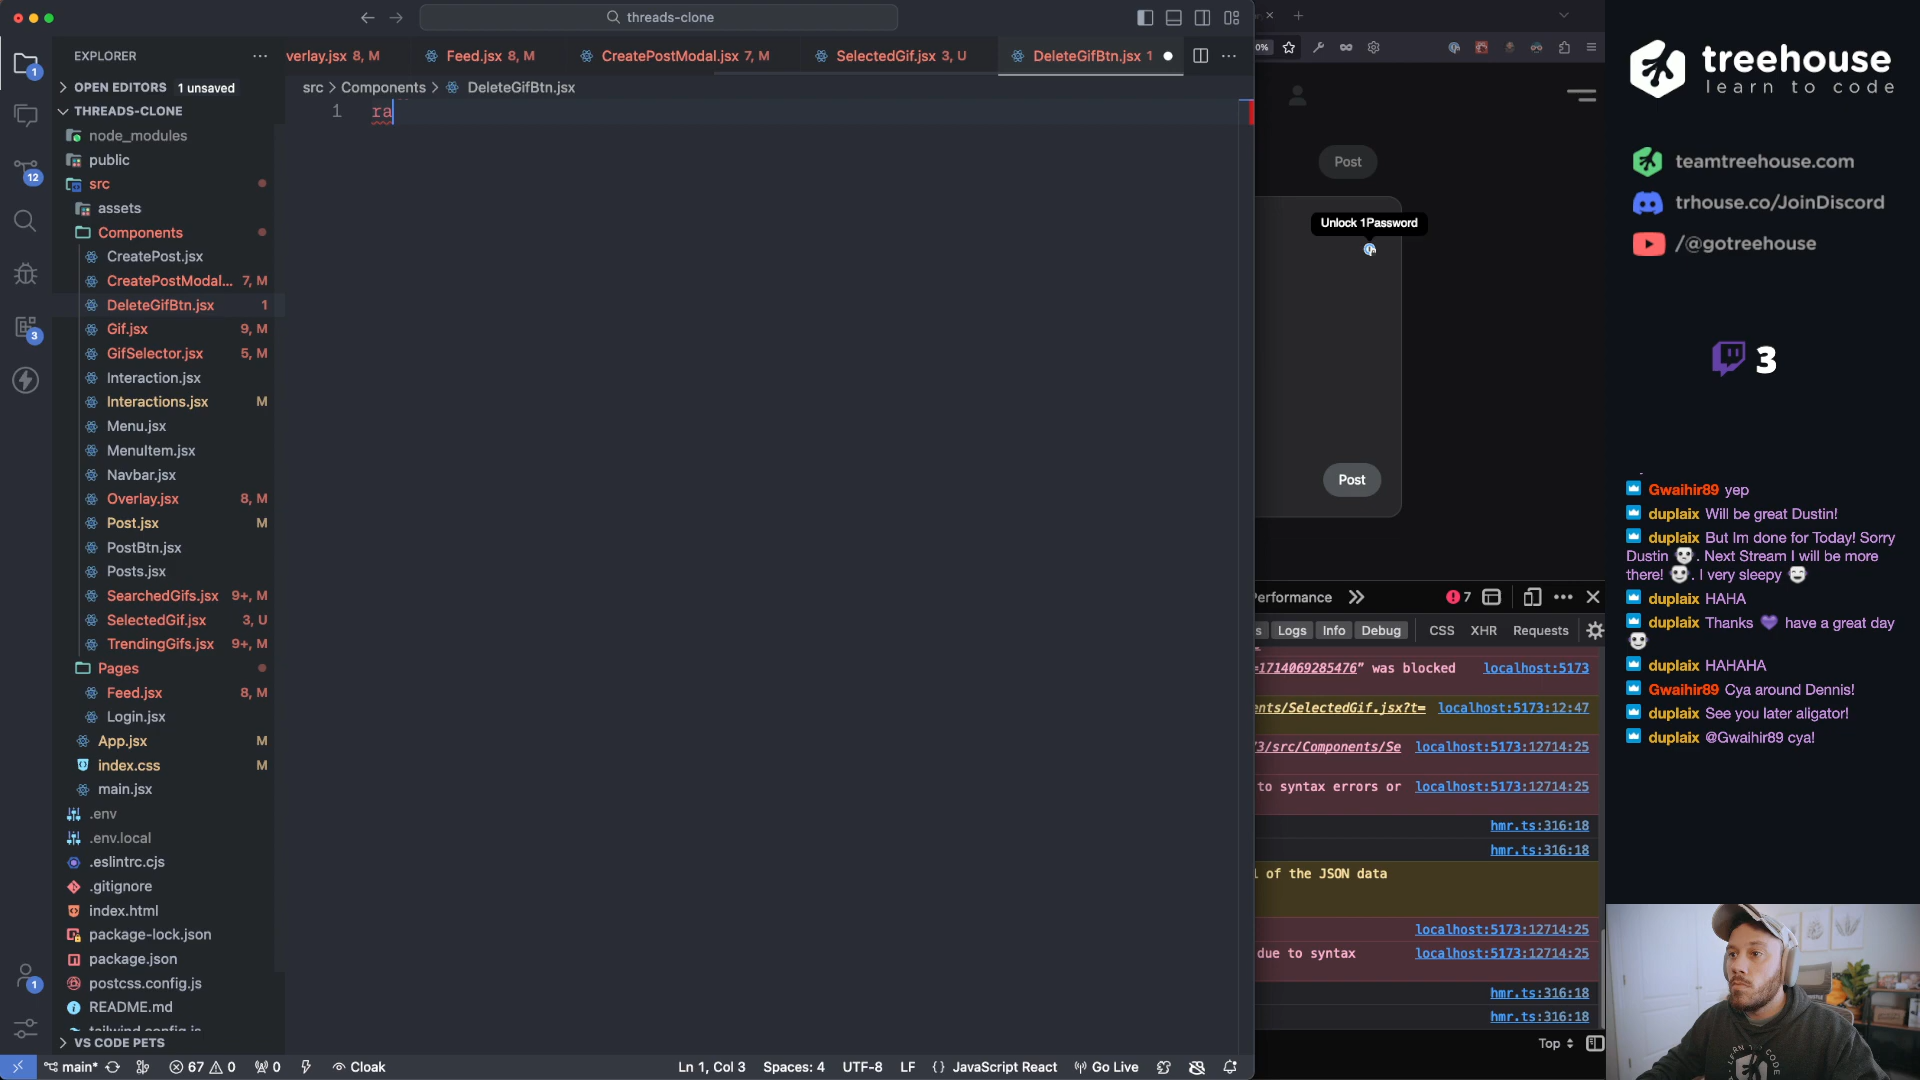 threads-clone
EXPLORER
verlay.jsx 8, M
Feed.jsx 8, M
CreatePostModal.jsx 7, M
SelectedGif.jsx 3, U
DeleteGifBtn.jsx 1
OPEN EDITORS 1 unsaved
src > Components > DeleteGifBtn.jsx
THREADS-CLONE
1 ra
node_modules
public
src
assets
Components
CreatePost.jsx
CreatePostModal... 7, M
DeleteGifBtn.jsx 1
Gif.jsx 9, M
GifSelector.jsx 5, M
Interaction.jsx
Interactions.jsx M
Menu.jsx
MenuItem.jsx
Navbar.jsx
Overlay.jsx 8, M
Post.jsx M
PostBtn.jsx
Posts.jsx
SearchedGifs.jsx 9+, M
SelectedGif.jsx 3, U
TrendingGifs.jsx 9+, M
Pages
Feed.jsx 8, M
Login.jsx
App.jsx M
index.css M
main.jsx
.env
.env.local
.eslintrc.cjs
.gitignore
index.html
package-lock.json
package.json
postcss.config.js
README.md
tailwind.config.js
VS CODE PETS
1
12
3
1
main*
67 0
0
Cloak
Ln 1, Col 3
Spaces: 4
UTF-8
LF
{} JavaScript React
Go Live
0%
Post
Unlock 1Password
Post
erformance
7
s
Logs
Info
Debug
CSS
XHR
Requests
=1714069285476" was blocked localhost:5173
ents/SelectedGif.jsx?t= localhost:5173:12:47
73/src/Components/Se localhost:5173:12714:25
to syntax errors or localhost:5173:12714:25
hmr.ts:316:18
hmr.ts:316:18
l of the JSON data
localhost:5173:12714:25
due to syntax localhost:5173:12714:25
hmr.ts:316:18
hmr.ts:316:18
Top
treehouse
learn to code
teamtreehouse.com
trhouse.co/JoinDiscord
/@gotreehouse
3
Gwaihir89 yep
duplaix Will be great Dustin!
duplaix But Im done for Today! Sorry
Dustin . Next Stream I will be more
there! . I very sleepy
duplaix HAHA
duplaix Thanks 💜 have a great day
duplaix HAHAHA
Gwaihir89 Cya around Dennis!
duplaix See you later aligator!
duplaix @Gwaihir89 cya!